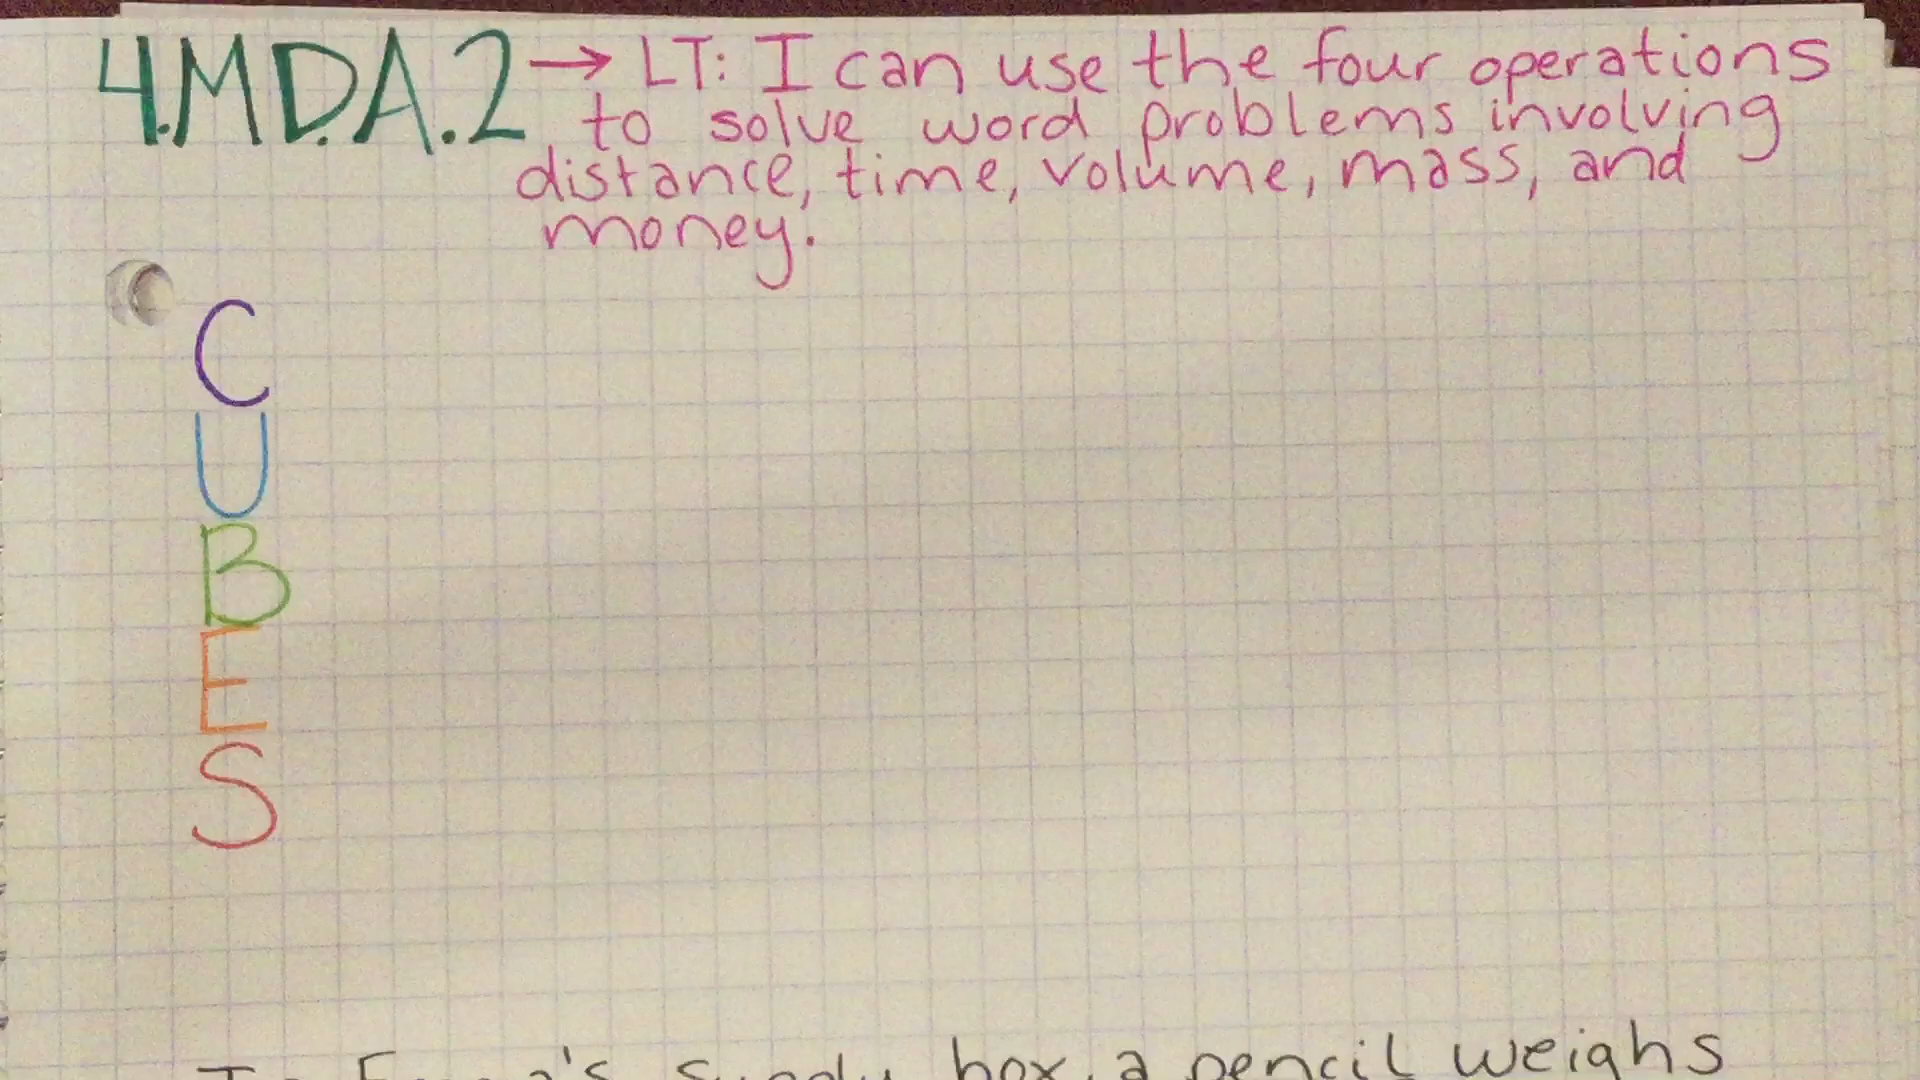 4.MD.A.2 → LT: I can use the four operations
to solve word problems involving
distance, time, volume, mass, and
money.
C
U
B
E
S
box, a pencil weighs